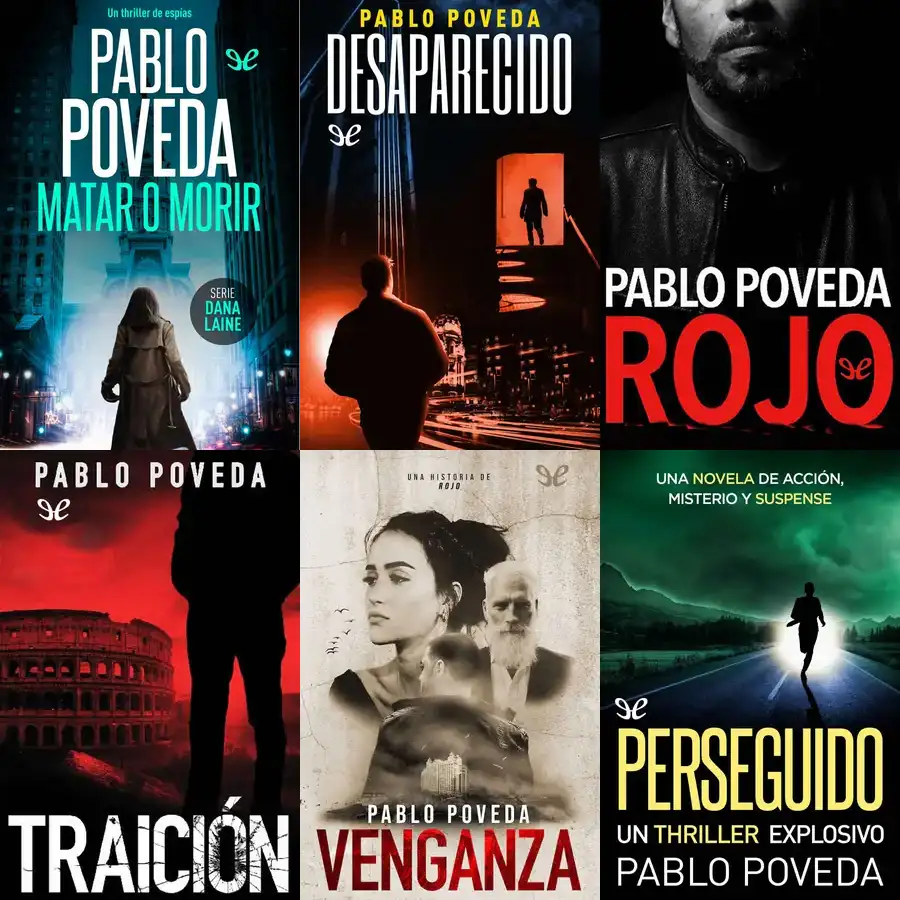 Un thriller de espías
PABLO
POVEDA
MATAR O MORIR
SERIE
DANA
LAINE
PABLO POVEDA
DESAPARECIDO
PABLO POVEDA
ROJO
PABLO POVEDA
TRAICIÓN
UNA HISTORIA DE
ROJO
PABLO POVEDA
VENGANZA
UNA NOVELA DE ACCIÓN,
MISTERIO Y SUSPENSE
PERSEGUIDO
UN THRILLER EXPLOSIVO
PABLO POVEDA